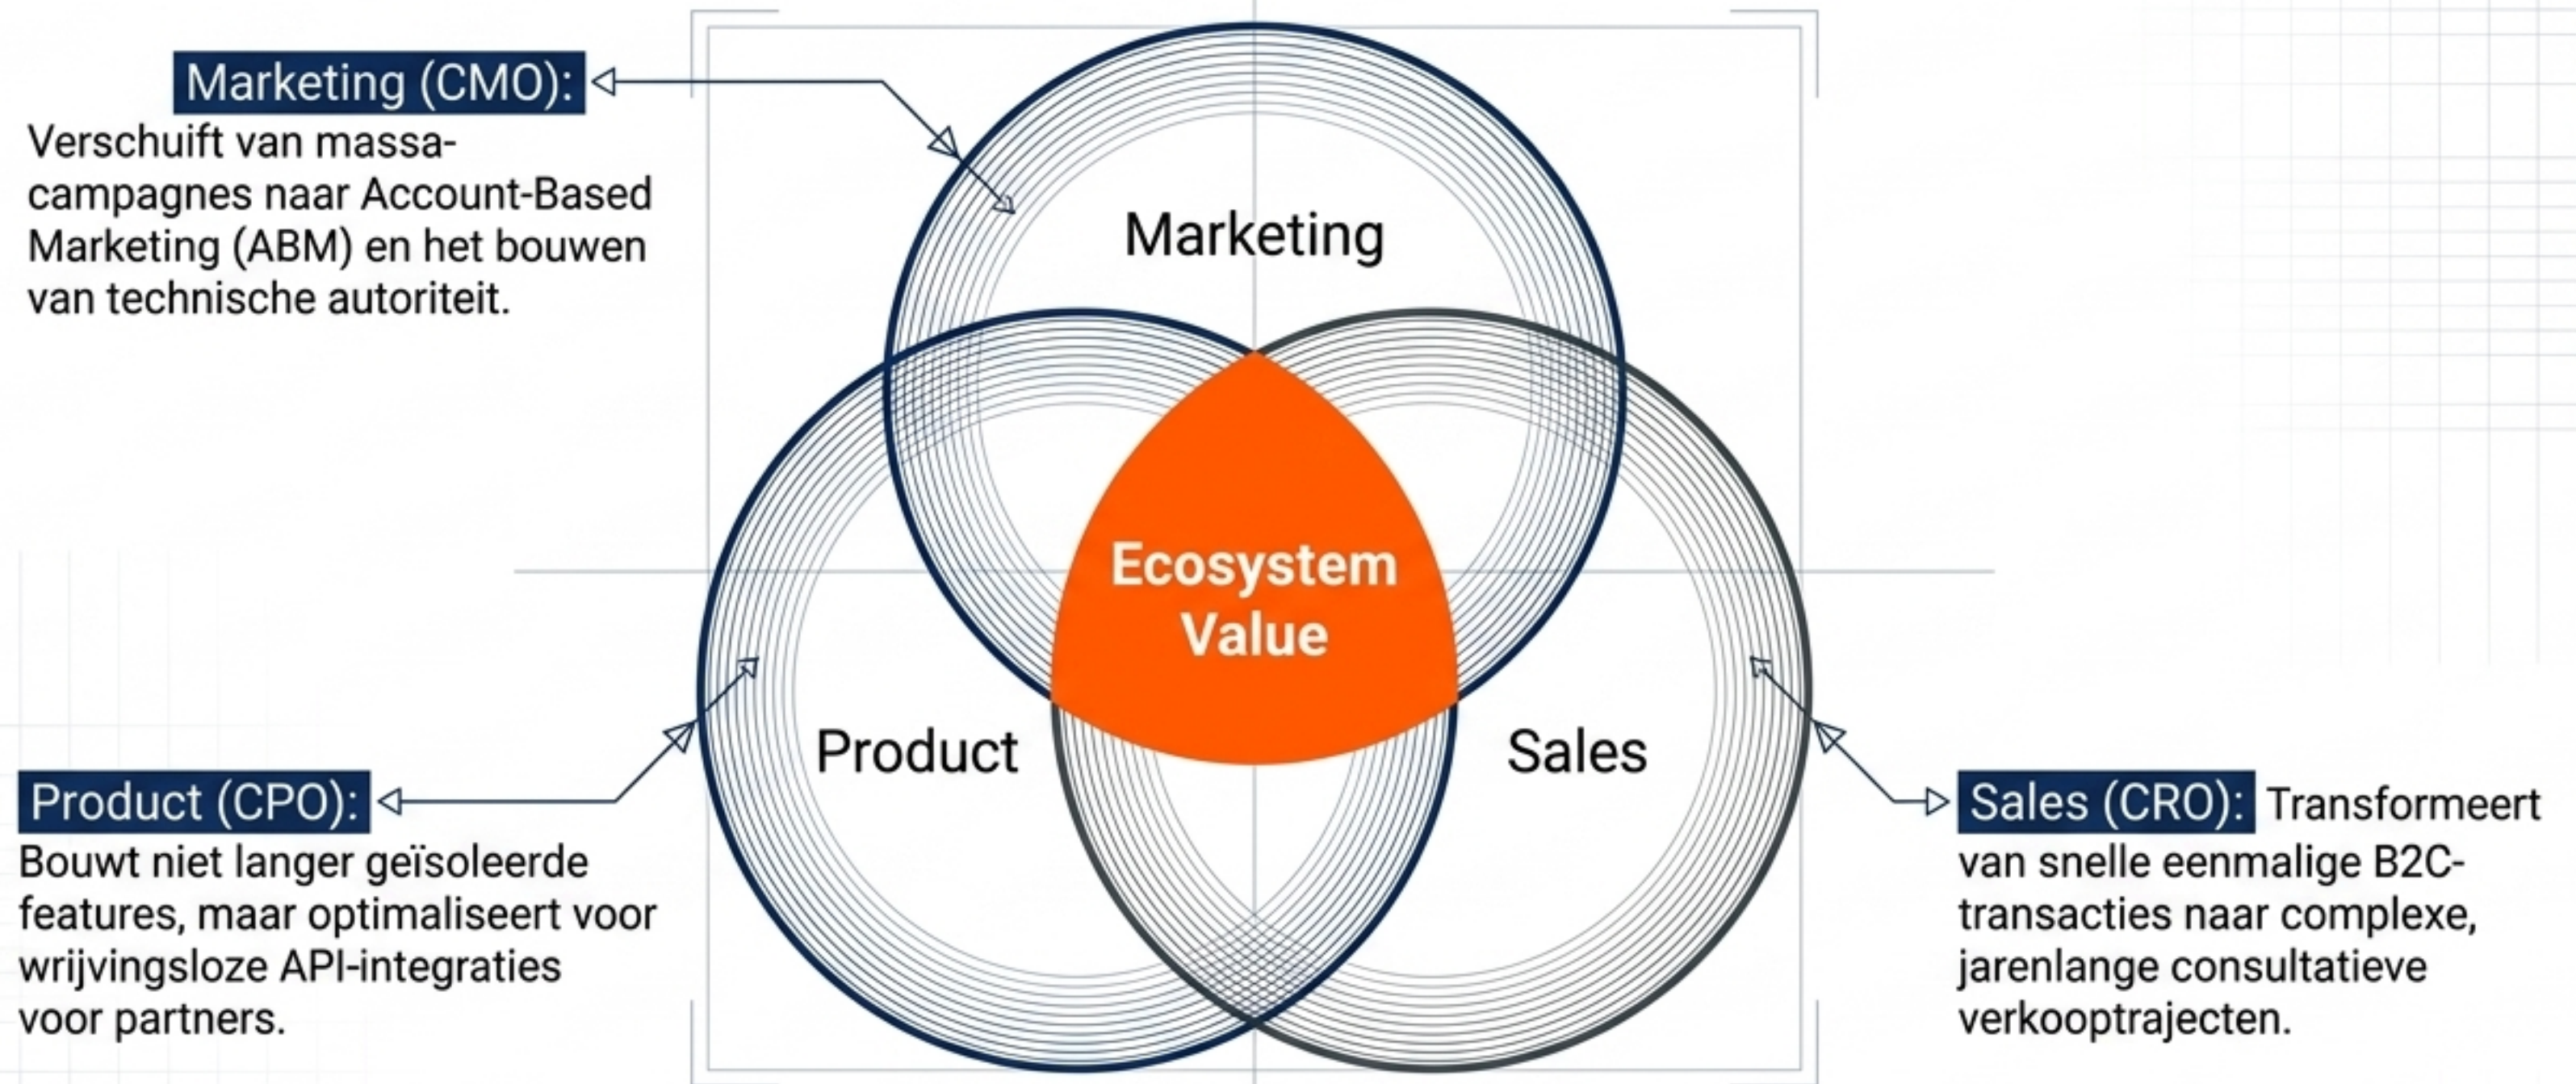 Marketing (CMO):
Verschuift van massa-
campagnes naar Account-Based
Marketing (ABM) en het bouwen
van technische autoriteit.
Marketing
Ecosystem
Value
Product
Sales
Product (CPO):
Bouwt niet langer geïsoleerde
features, maar optimaliseert voor
wrijvingsloze API-integraties
voor partners.
Sales (CRO): Transformeert
van snelle eenmalige B2C-
transacties naar complexe,
jarenlange consultatieve
verkooptrajecten.